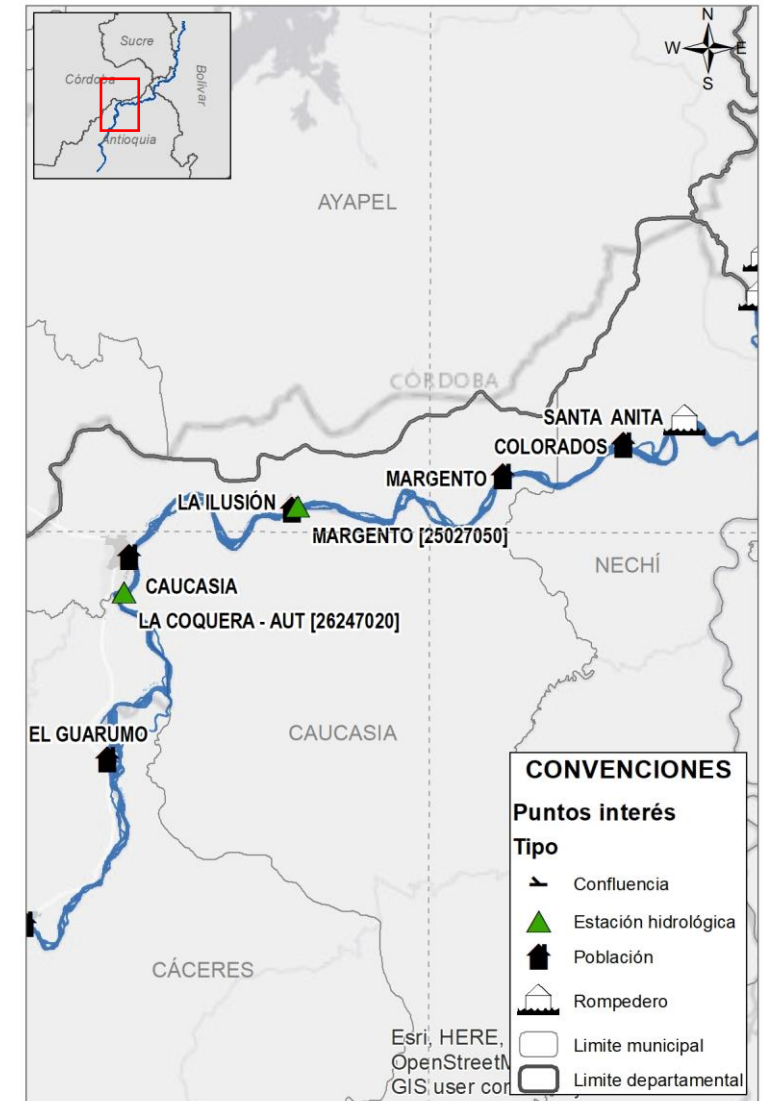 Sucre
Córdoba
Bolívar
Antioquia
N
W
E
S
AYAPEL
CÓRDOBA
SANTA ANITA
COLORADOS
MARGENTO
LA ILUSIÓN
MARGENTO [25027050]
NECHÍ
CAUCASIA
LA COQUERA - AUT [26247020]
EL GUARUMO
CAUCASIA
CÁCERES
CONVENCIONES
Puntos interés
Tipo
Confluencia
Estación hidrológica
Población
Rompedero
Limite municipal
Limite departamental
Esri, HERE,
GIS user